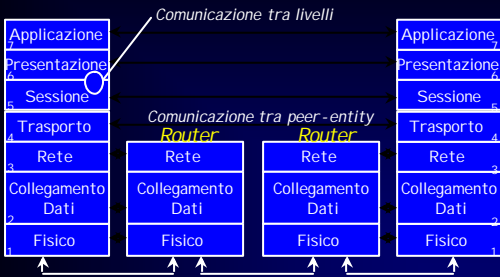 Comunicazione tra livelli
Applicazione
7
Presentazione
6
Sessione
5
Trasporto
4
Rete
3
Collegamento
Dati
2
Fisico
1
Comunicazione tra peer-entity
Router
Rete
Collegamento
Dati
Fisico
Router
Rete
Collegamento
Dati
Fisico
Applicazione
7
Presentazione
6
Sessione
5
Trasporto
4
Rete
3
Collegamento
Dati
2
Fisico
1